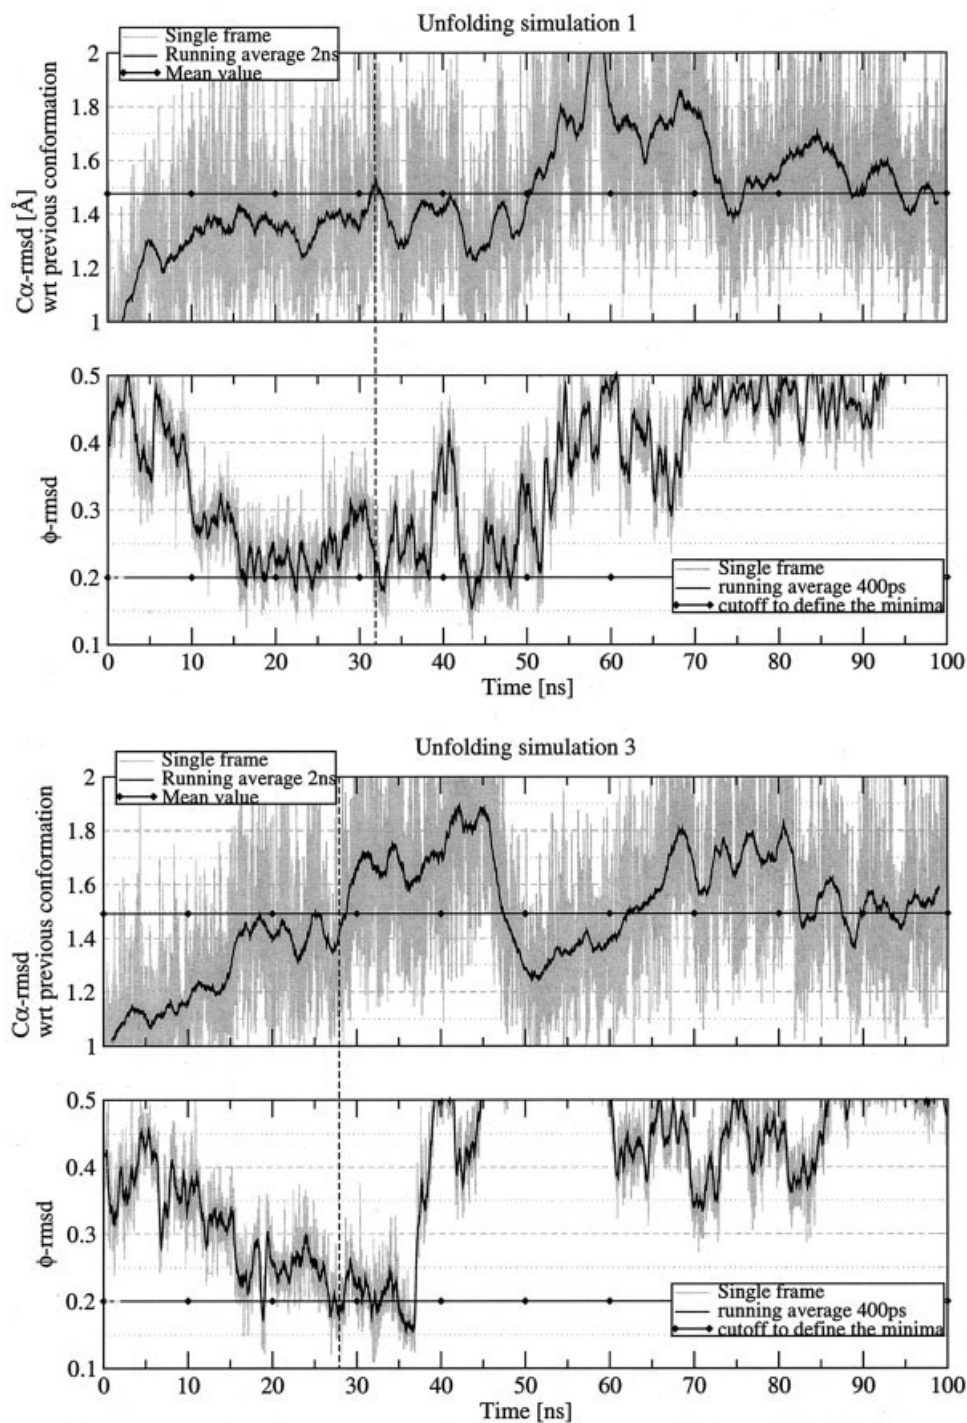 Unfolding simulation 1
Single frame
Running average 2ns
Mean value
2
1.8
1.6
1.4
1.2
1
Cα-rmsd [Å]
wrt previous conformation
0.5
0.4
0.3
0.2
0.1
ϕ-rmsd
Single frame
running average 400ps
cutoff to define the minima
0 10 20 30 40 50 60 70 80 90 100
Time [ns]
Unfolding simulation 3
Single frame
Running average 2ns
Mean value
2
1.8
1.6
1.4
1.2
1
Cα-rmsd
wrt previous conformation
0.5
0.4
0.3
0.2
0.1
ϕ-rmsd
Single frame
running average 400ps
cutoff to define the minima
0 10 20 30 40 50 60 70 80 90 100
Time [ns]